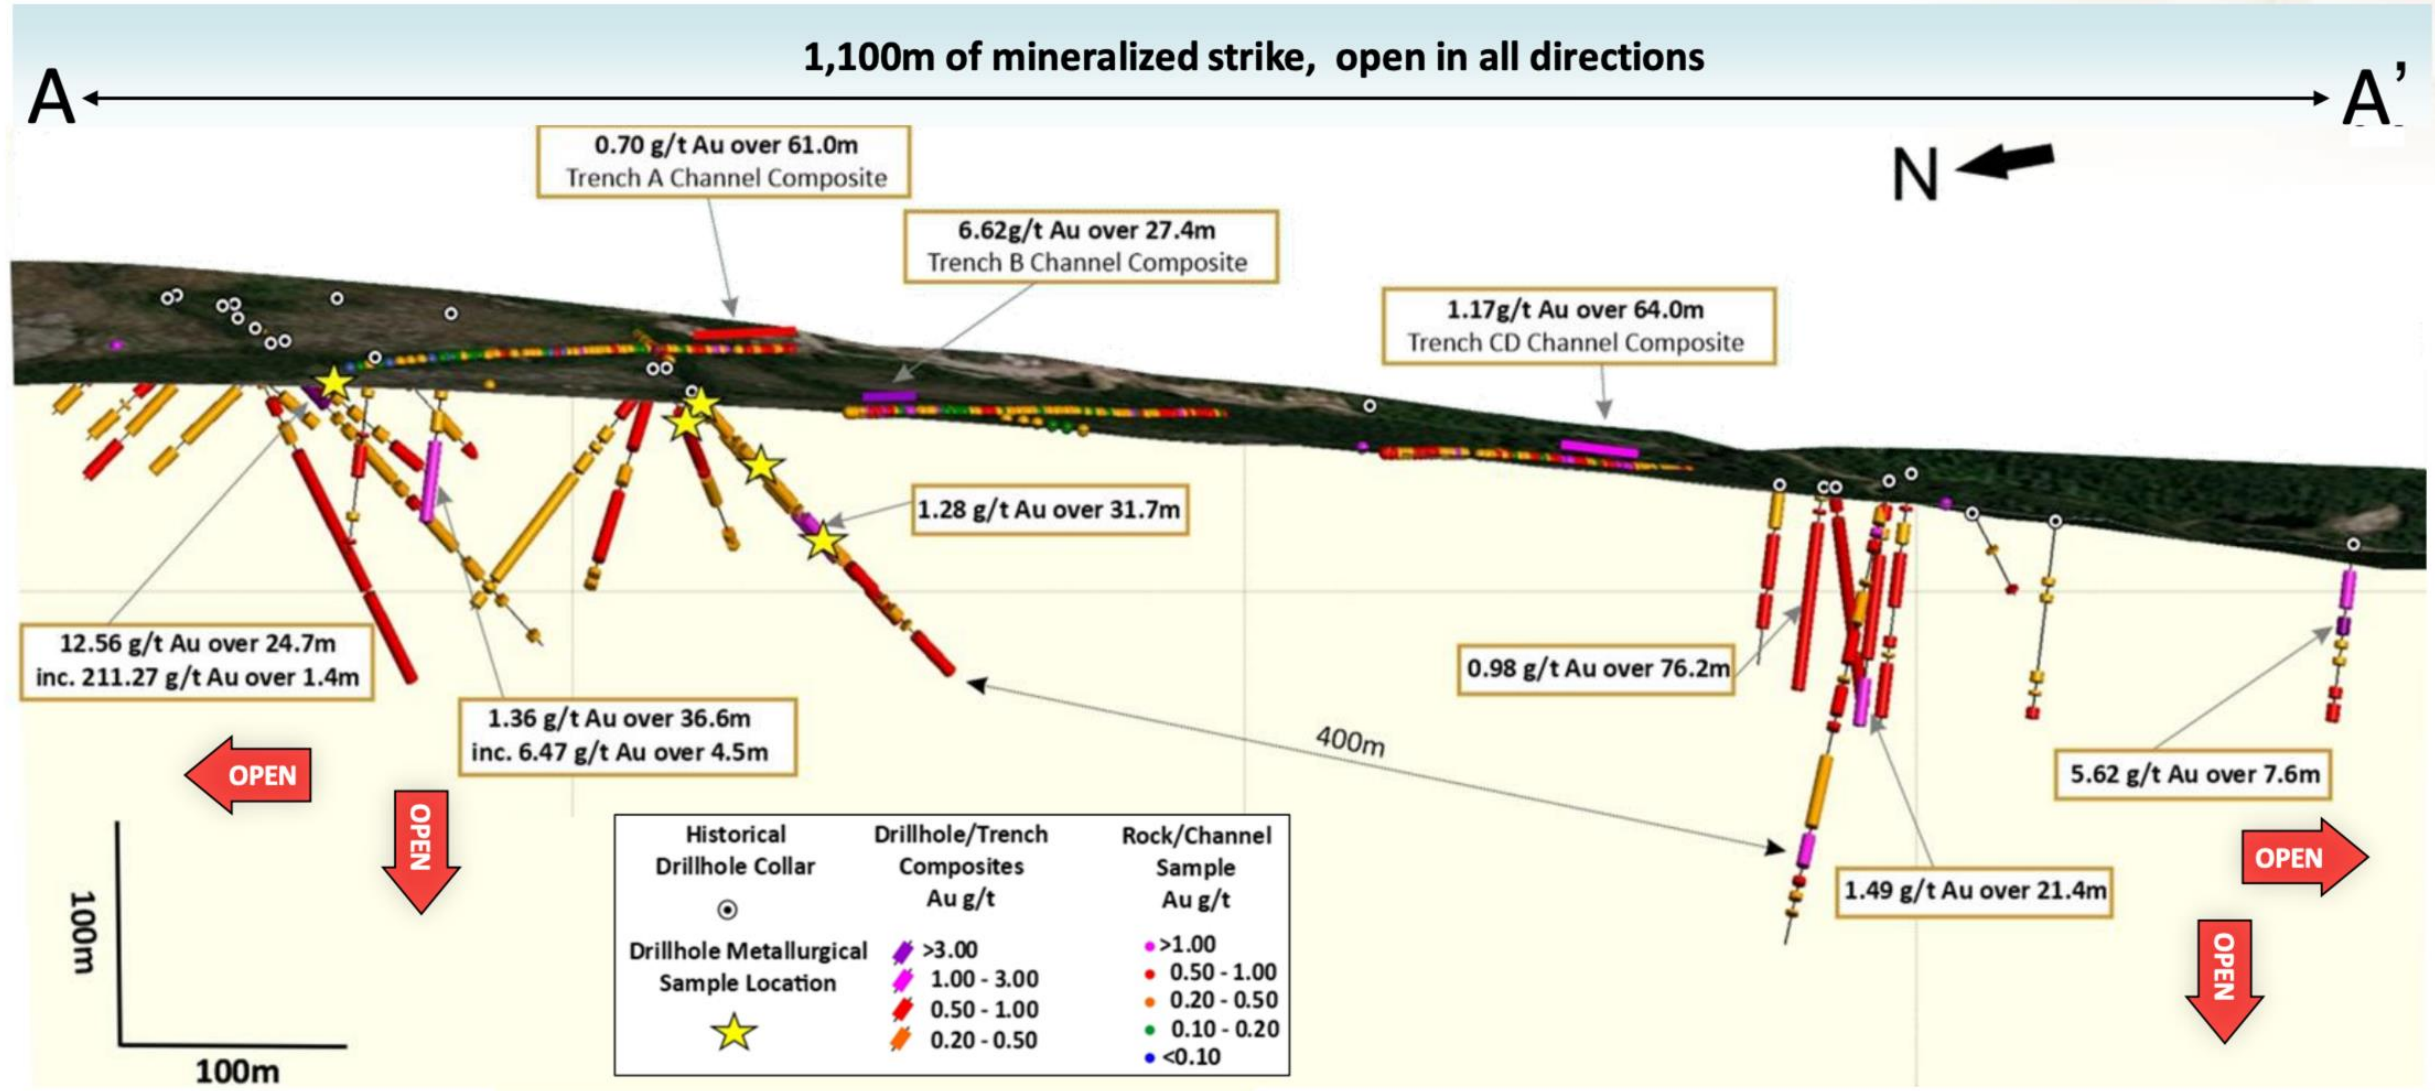 1,100m of mineralized strike, open in all directions
A
A’
N
0.70 g/t Au over 61.0m
Trench A Channel Composite
6.62g/t Au over 27.4m
Trench B Channel Composite
1.17g/t Au over 64.0m
Trench CD Channel Composite
1.28 g/t Au over 31.7m
12.56 g/t Au over 24.7m
inc. 211.27 g/t Au over 1.4m
1.36 g/t Au over 36.6m
inc. 6.47 g/t Au over 4.5m
0.98 g/t Au over 76.2m
400m
5.62 g/t Au over 7.6m
1.49 g/t Au over 21.4m
OPEN
OPEN
OPEN
OPEN
100m
100m
Historical
Drillhole Collar
Drillhole Metallurgical
Sample Location
Drillhole/Trench
Composites
Au g/t
>3.00
1.00 - 3.00
0.50 - 1.00
0.20 - 0.50
Rock/Channel
Sample
Au g/t
>1.00
0.50 - 1.00
0.20 - 0.50
0.10 - 0.20
<0.10